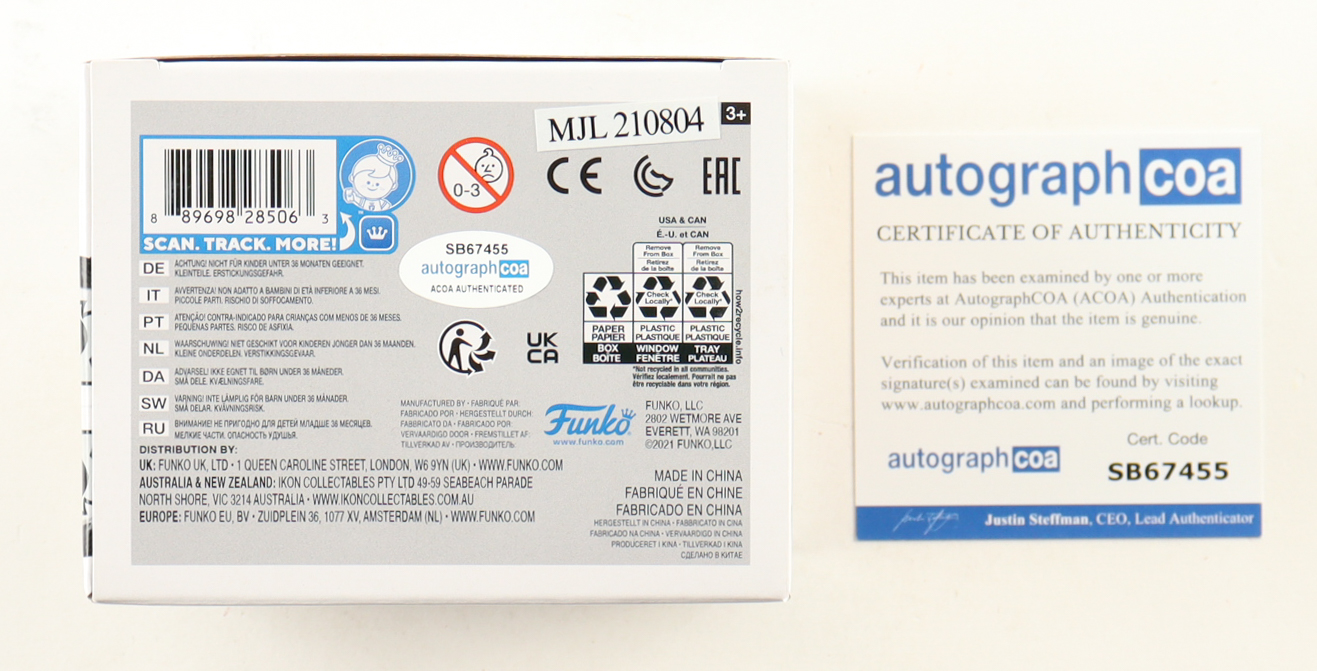 MJL 210804
3+
8 89698 28506 3
SCAN. TRACK. MORE!
0-3
CE
EAC
SB67455
autographcoa
ACOA AUTHENTICATED
USA & CAN
É.-U. et CAN
Remove From Box
Retirez de la boîte
Remove From Box
Retirez de la boîte
Check Locally*
Check Locally*
PAPER
PAPIER
PLASTIC
PLASTIQUE
PLASTIC
PLASTIQUE
BOX
BOÎTE
WINDOW
FENÊTRE
TRAY
PLATEAU
how2recycle.info
*Not recycled in all communities.
Vérifiez localement. Pourrait ne pas
être recyclable dans votre région.
UK
CA
DE ACHTUNG! NICHT FÜR KINDER UNTER 36 MONATEN GEEIGNET.
KLEINTEILE. ERSTICKUNGSGEFAHR.
IT AVVERTENZA! NON ADATTO A BAMBINI DI ETÀ INFERIORE A 36 MESI.
PICCOLE PARTI. RISCHIO DI SOFFOCAMENTO.
PT ATENÇÃO! CONTRA-INDICADO PARA CRIANÇAS COM MENOS DE 36 MESES.
PEQUENAS PARTES. RISCO DE ASFIXIA.
NL WAARSCHUWING! NIET GESCHIKT VOOR KINDEREN JONGER DAN 36 MAANDEN.
KLEINE ONDERDELEN. VERSTIKKINGSGEVAAR.
DA ADVARSEL! IKKE EGNET TIL BØRN UNDER 36 MÅNEDER.
SMÅ DELE. KVÆLNINGSFARE.
SW VARNING! INTE LÄMPLIG FÖR BARN UNDER 36 MÅNADER.
SMÅ DELAR. KVÄVNINGSRISK.
RU ВНИМАНИЕ! НЕ ПРИГОДНО ДЛЯ ДЕТЕЙ МЛАДШЕ 36 МЕСЯЦЕВ.
МЕЛКИЕ ЧАСТИ. ОПАСНОСТЬ УДУШЬЯ.
MANUFACTURED BY • FABRIQUÉ PAR:
FABRICADO POR • HERGESTELLT DURCH:
FABBRICATO DA • FABRICADO POR:
VERVAARDIGD DOOR • FREMSTILLET AF:
TILLVERKAD AV • ПРОИЗВОДИТЕЛЬ:
Funko
www.funko.com
FUNKO, LLC
2802 WETMORE AVE
EVERETT, WA 98201
©2021 FUNKO,LLC
DISTRIBUTION BY:
UK: FUNKO UK, LTD • 1 QUEEN CAROLINE STREET, LONDON, W6 9YN (UK) • WWW.FUNKO.COM
AUSTRALIA & NEW ZEALAND: IKON COLLECTABLES PTY LTD 49-59 SEABEACH PARADE
NORTH SHORE, VIC 3214 AUSTRALIA • WWW.IKONCOLLECTABLES.COM.AU
EUROPE: FUNKO EU, BV • ZUIDPLEIN 36, 1077 XV, AMSTERDAM (NL) • WWW.FUNKO.COM
MADE IN CHINA
FABRIQUÉ EN CHINE
FABRICADO EN CHINA
HERGESTELLT IN CHINA • FABBRICATO IN CINA
FABRICADO NA CHINA • VERVAARDIGD IN CHINA
PRODUCERET I KINA • TILLVERKAD I KINA
СДЕЛАНО В КИТАЕ
autographcoa
CERTIFICATE OF AUTHENTICITY
This item has been examined by one or more
experts at AutographCOA (ACOA) Authentication
and it is our opinion that the item is genuine.
Verification of this item and an image of the exact
signature(s) examined can be found by visiting
www.autographcoa.com and performing a lookup.
autographcoa
Cert. Code
SB67455
Justin Steffman, CEO, Lead Authenticator